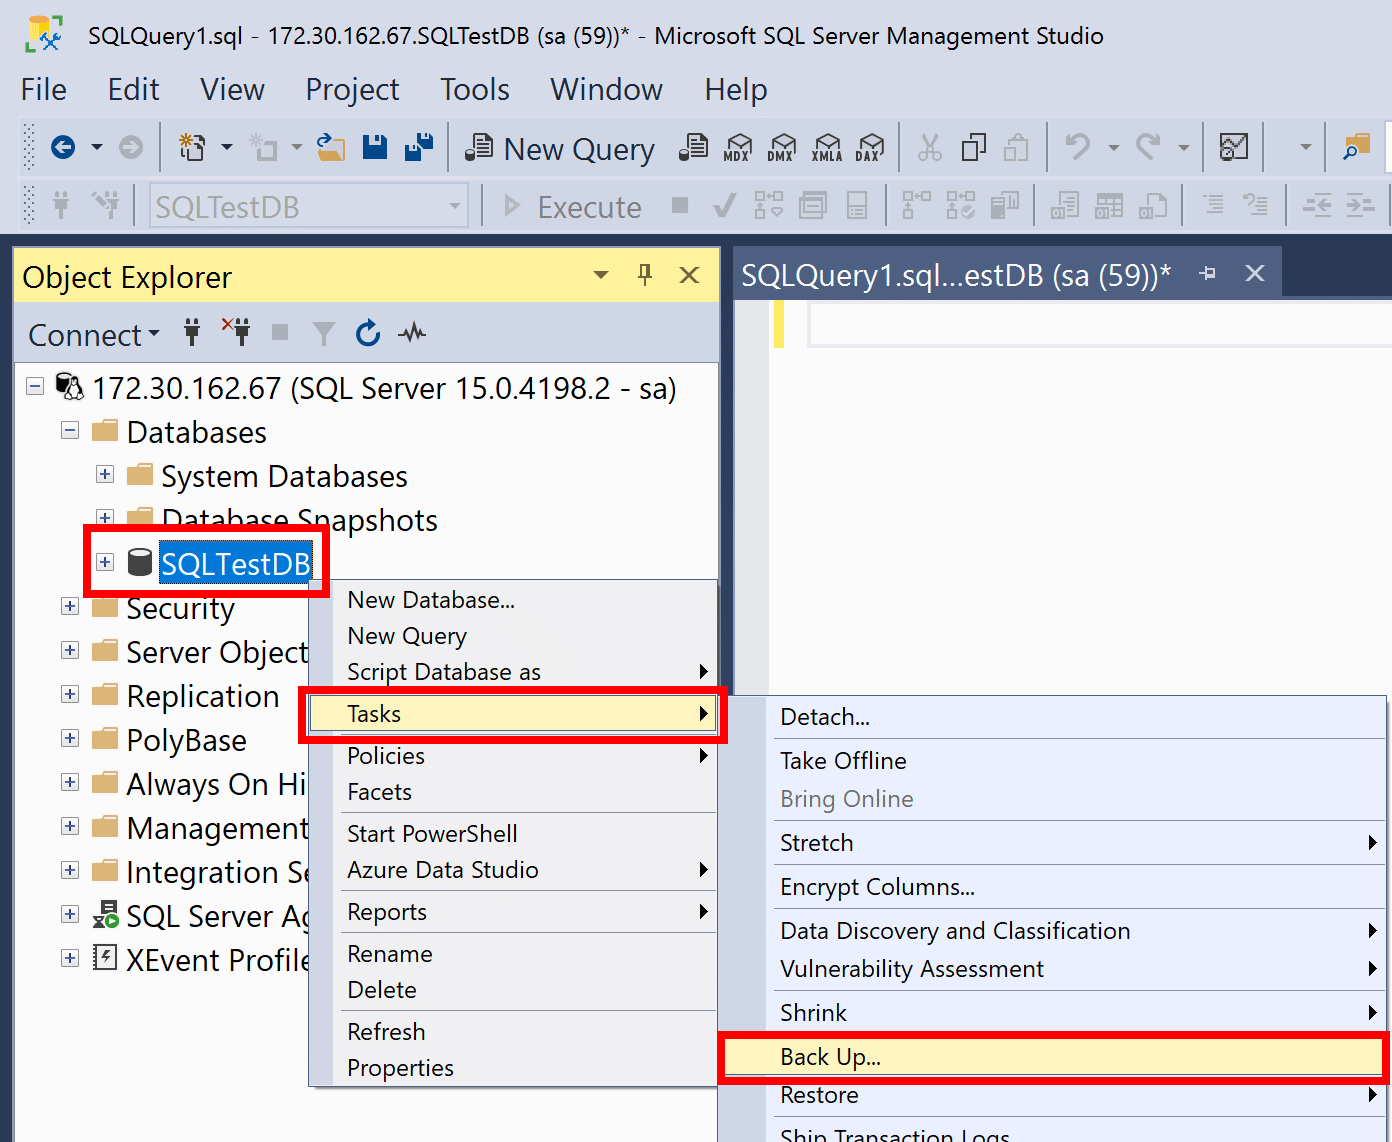 SQLQuery1.sql - 172.30.162.67.SQLTestDB (sa (59))* - Microsoft SQL Server Management Studio
File Edit View Project Tools Window Help
New Query MDX DMX XMLA DAX
SQLTestDB Execute
Object Explorer
SQLQuery1.sql...estDB (sa (59))*
Connect
172.30.162.67 (SQL Server 15.0.4198.2 - sa)
Databases
System Databases
Database Snapshots
SQLTestDB
Security
Server Object
Replication
PolyBase
Always On Hi
Management
Integration Se
SQL Server Ag
XEvent Profile
New Database...
New Query
Script Database as
Tasks
Policies
Facets
Start PowerShell
Azure Data Studio
Reports
Rename
Delete
Refresh
Properties
Detach...
Take Offline
Bring Online
Stretch
Encrypt Columns...
Data Discovery and Classification
Vulnerability Assessment
Shrink
Back Up...
Restore
Ship Transaction Logs